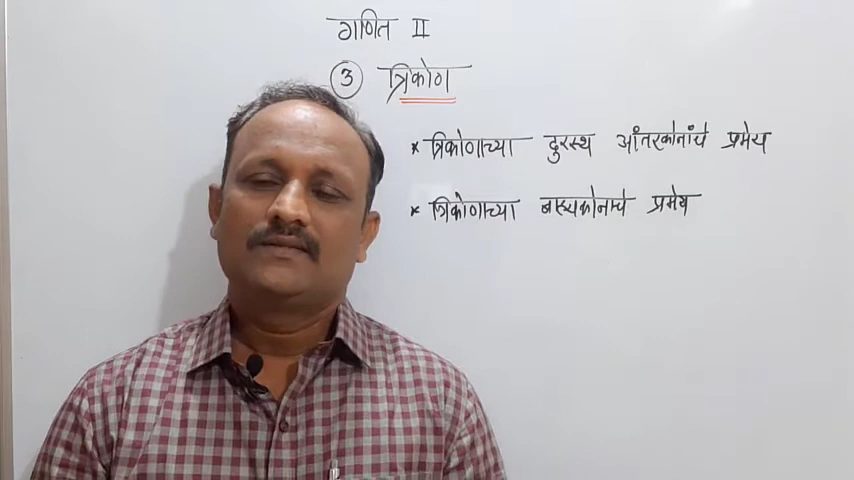 गणित II
③ त्रिकोण
* त्रिकोणाच्या दुरस्थ आंतरकोनांचे प्रमेय
* त्रिकोणाच्या बाह्यकोनाचे प्रमेय